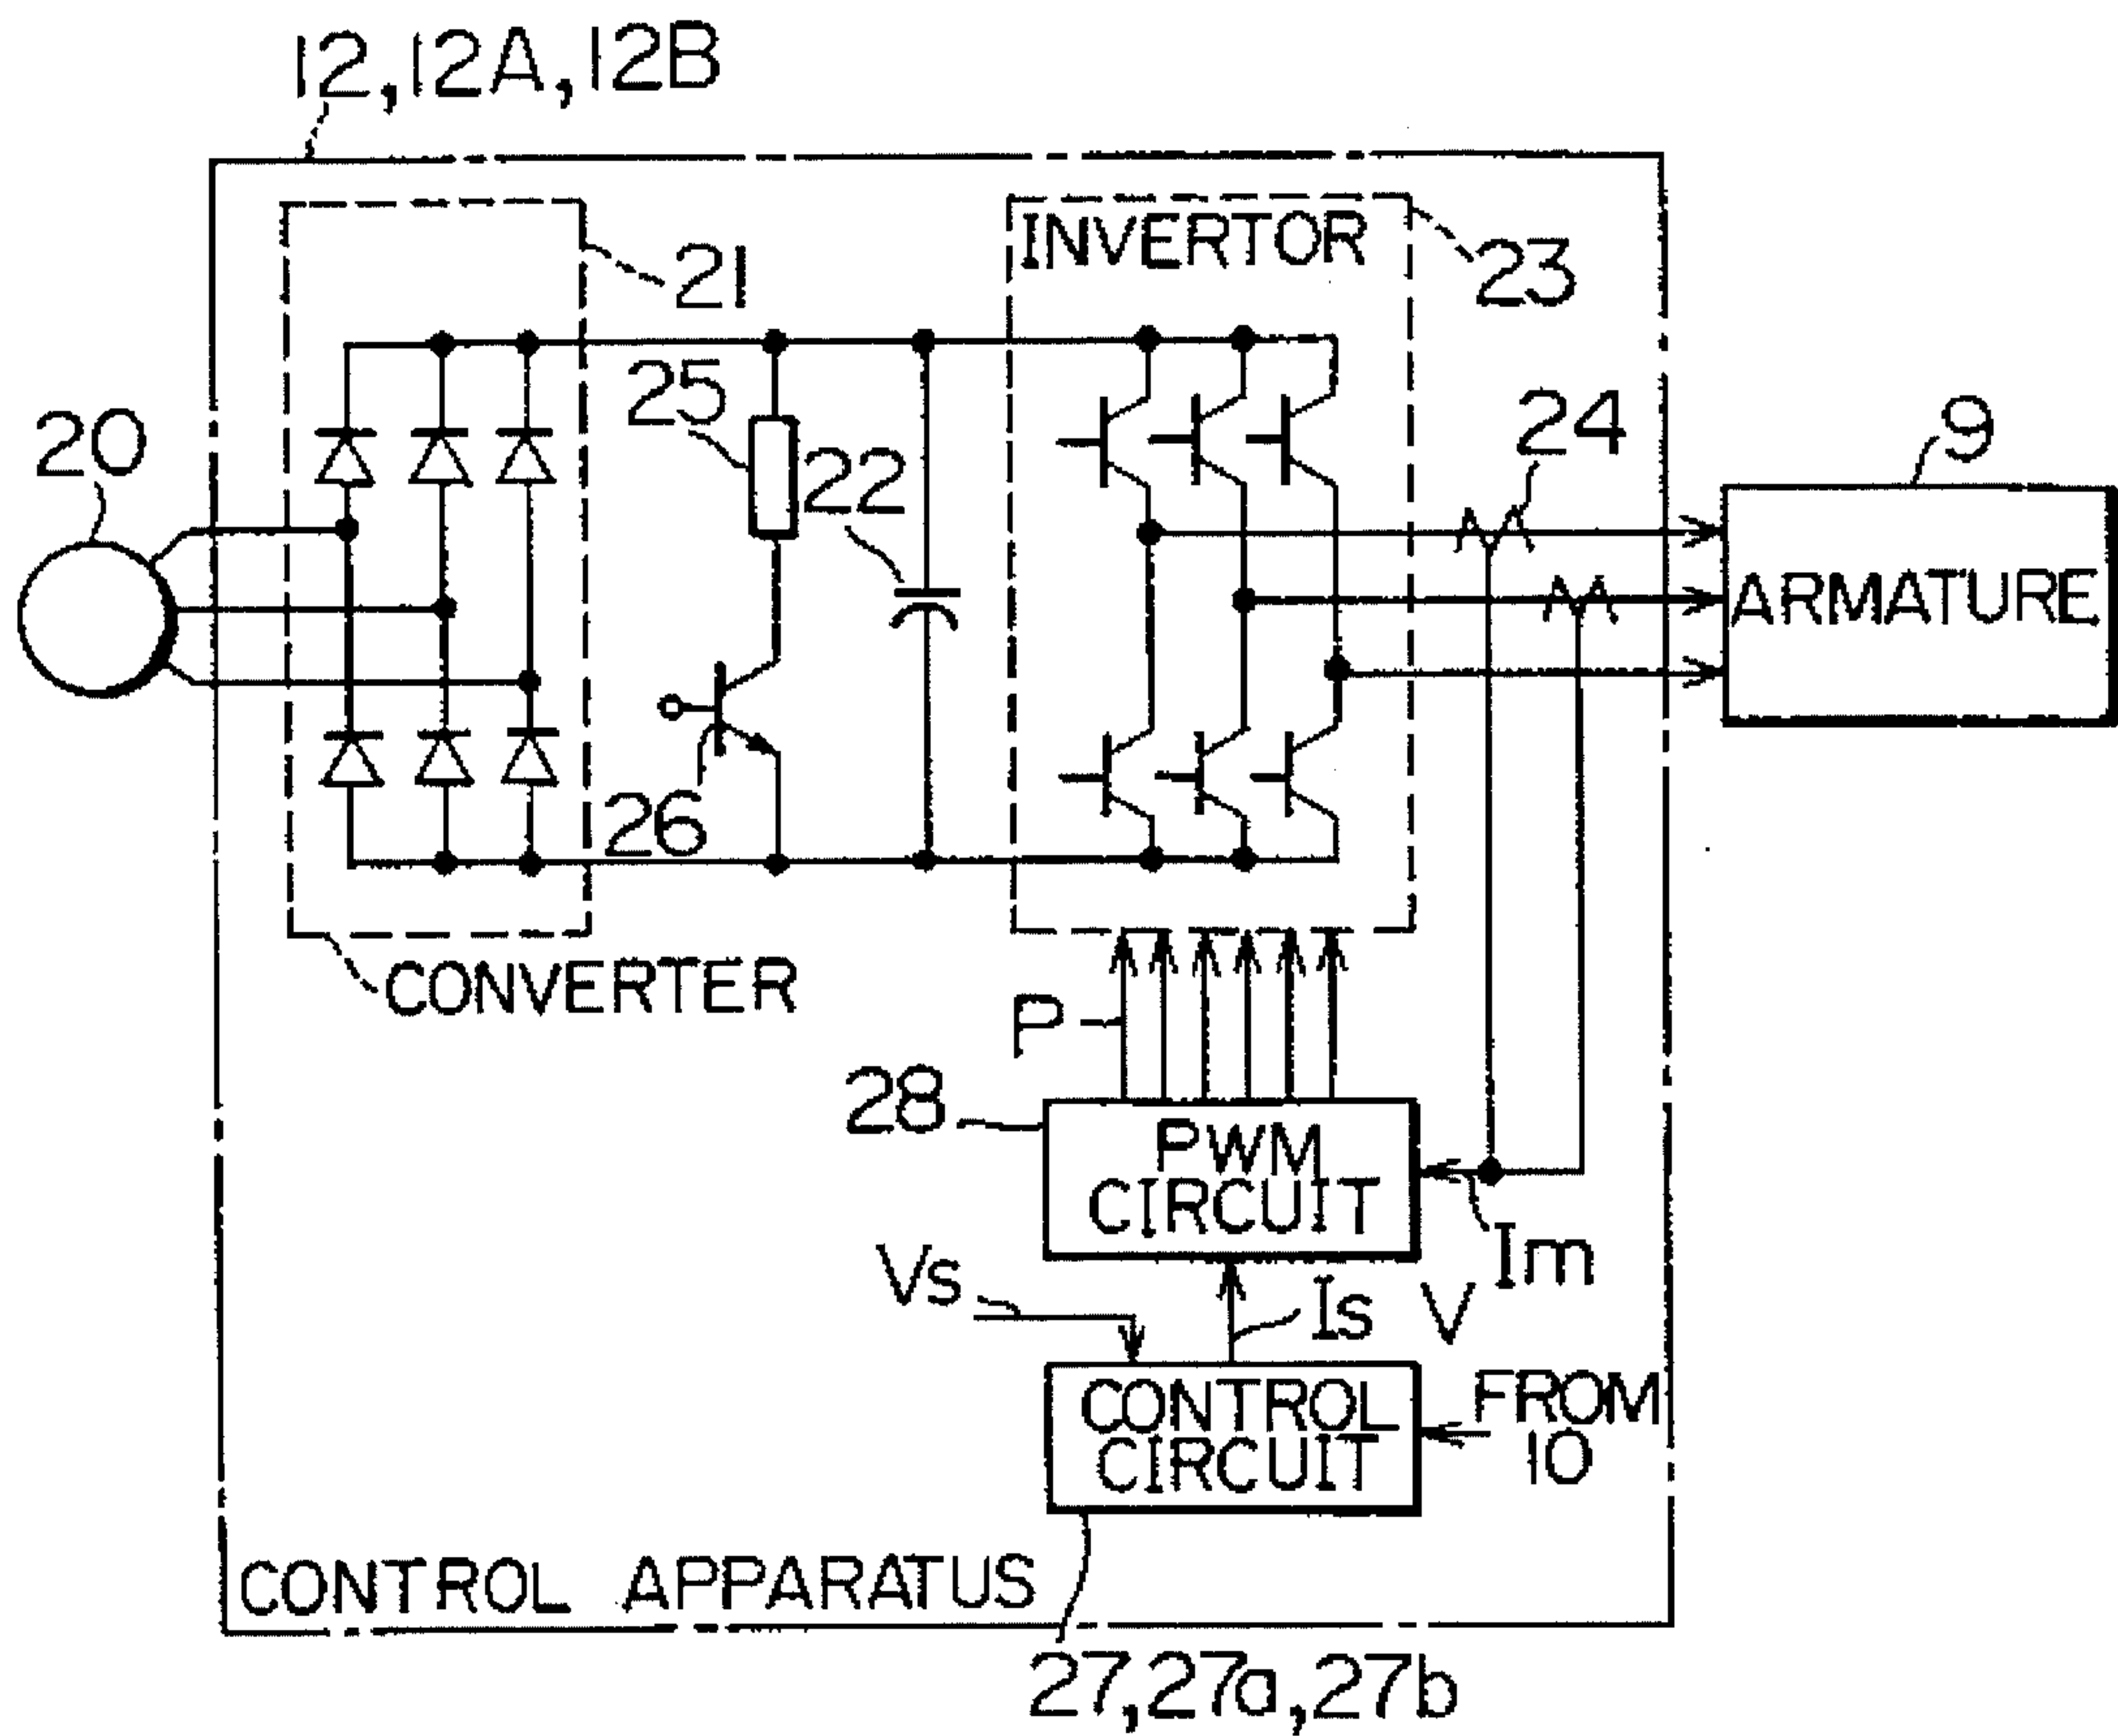 12,12A,12B
21
INVERTOR
23
20
25
22
24
9
ARMATURE
26
CONVERTER
P
28
PWM
CIRCUIT
Im
Vs
Is
V
CONTROL
CIRCUIT
FROM
10
CONTROL APPARATUS
27,27a,27b